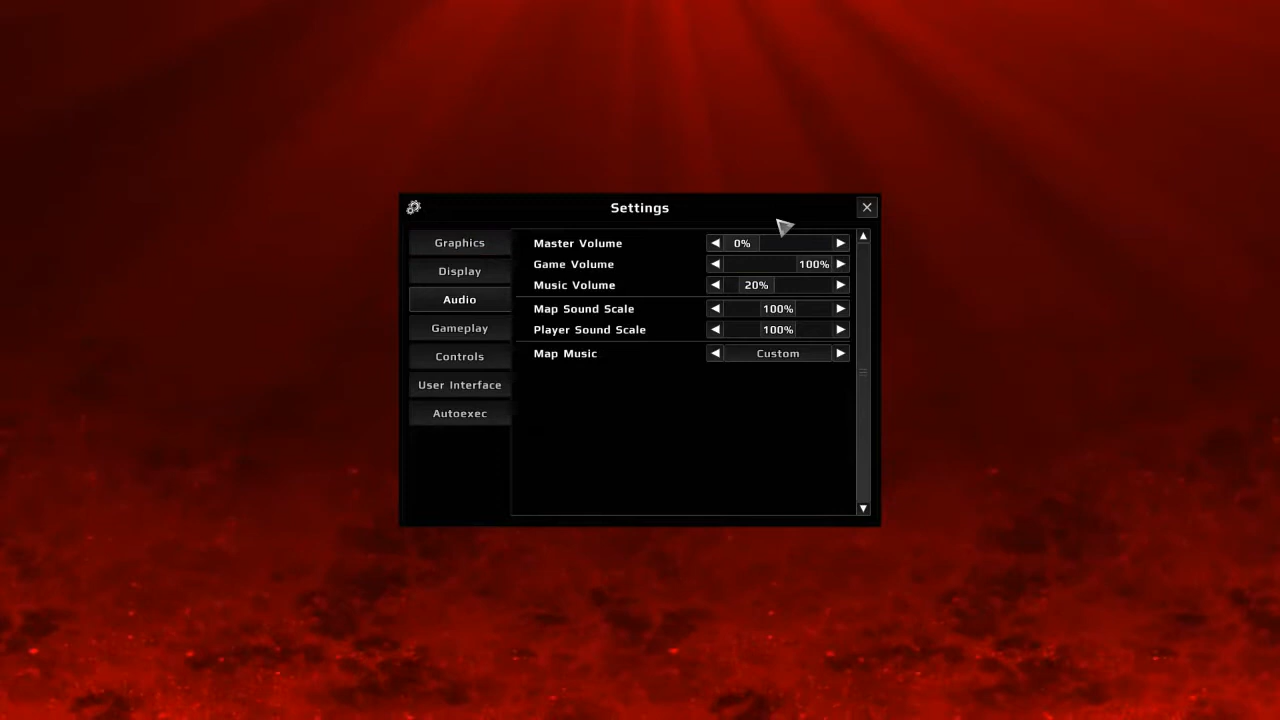 Settings
Graphics
Display
Audio
Gameplay
Controls
User Interface
Autoexec
Master Volume 0%
Game Volume 100%
Music Volume 20%
Map Sound Scale 100%
Player Sound Scale 100%
Map Music Custom